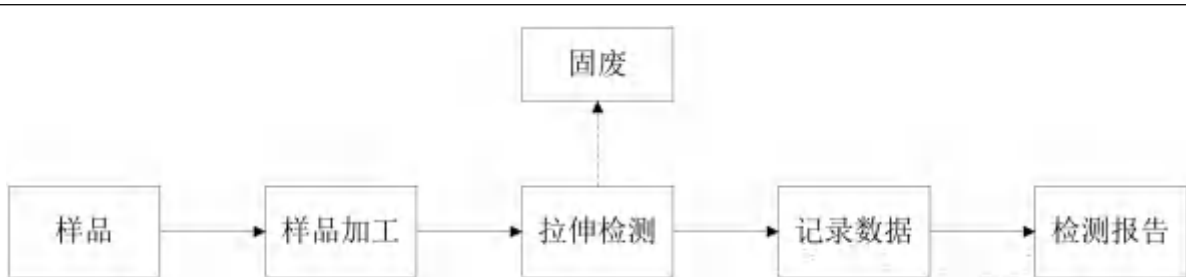 固废
样品
样品加工
拉伸检测
记录数据
检测报告